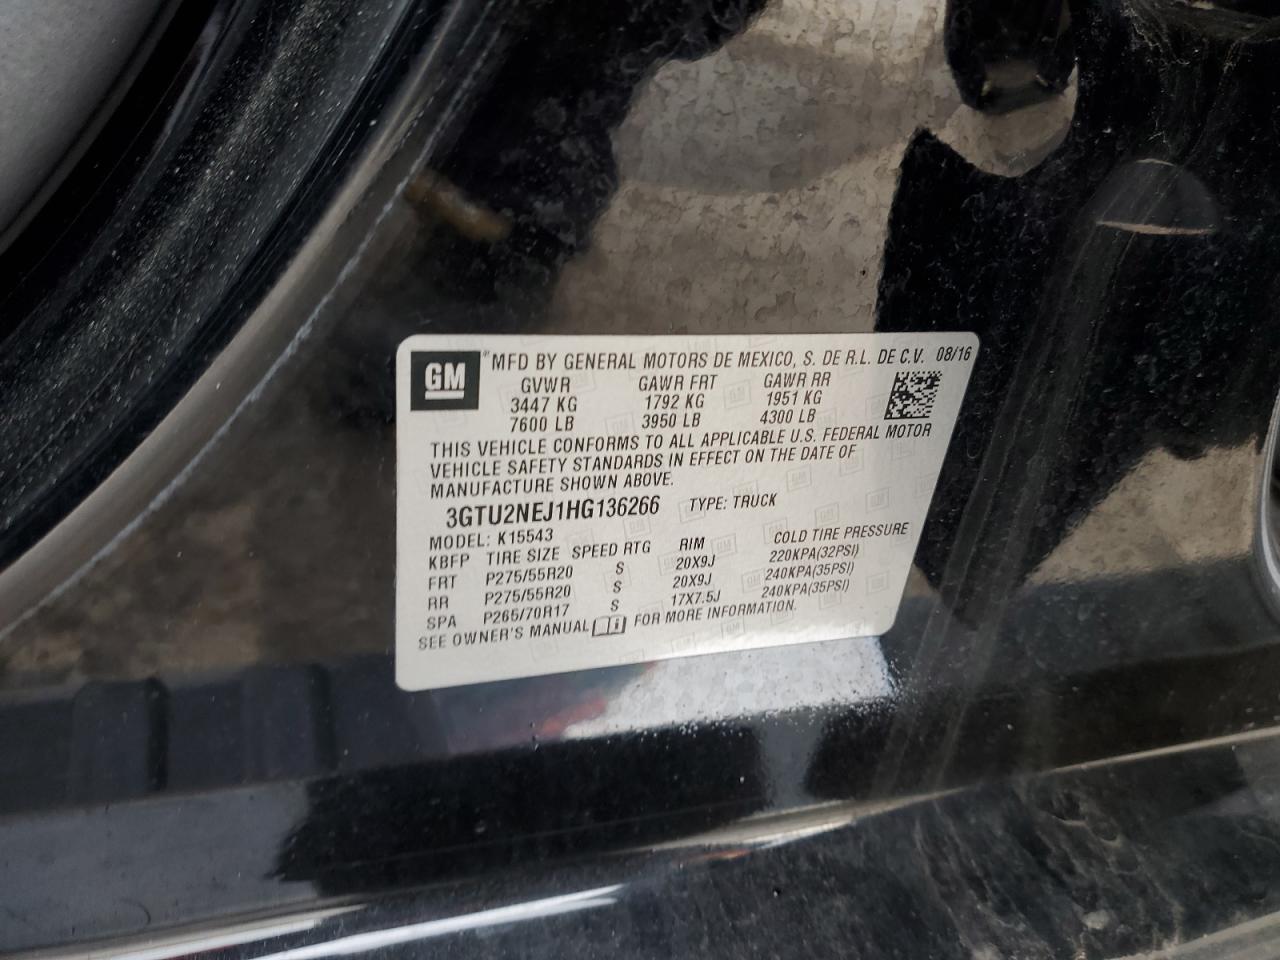 GM
® MFD BY GENERAL MOTORS DE MEXICO, S. DE R.L. DE C.V. 08/16
GVWR GAWR FRT GAWR RR
3447 KG 1792 KG 1951 KG
7600 LB 3950 LB 4300 LB
THIS VEHICLE CONFORMS TO ALL APPLICABLE U.S. FEDERAL MOTOR
VEHICLE SAFETY STANDARDS IN EFFECT ON THE DATE OF
MANUFACTURE SHOWN ABOVE.
3GTU2NEJ1HG136266 TYPE: TRUCK
MODEL: K15543
KBFP TIRE SIZE SPEED RTG RIM COLD TIRE PRESSURE
FRT P275/55R20 S 20X9J 220KPA(32PSI)
RR P275/55R20 S 20X9J 240KPA(35PSI)
SPA P265/70R17 S 17X7.5J 240KPA(35PSI)
SEE OWNER'S MANUAL FOR MORE INFORMATION.